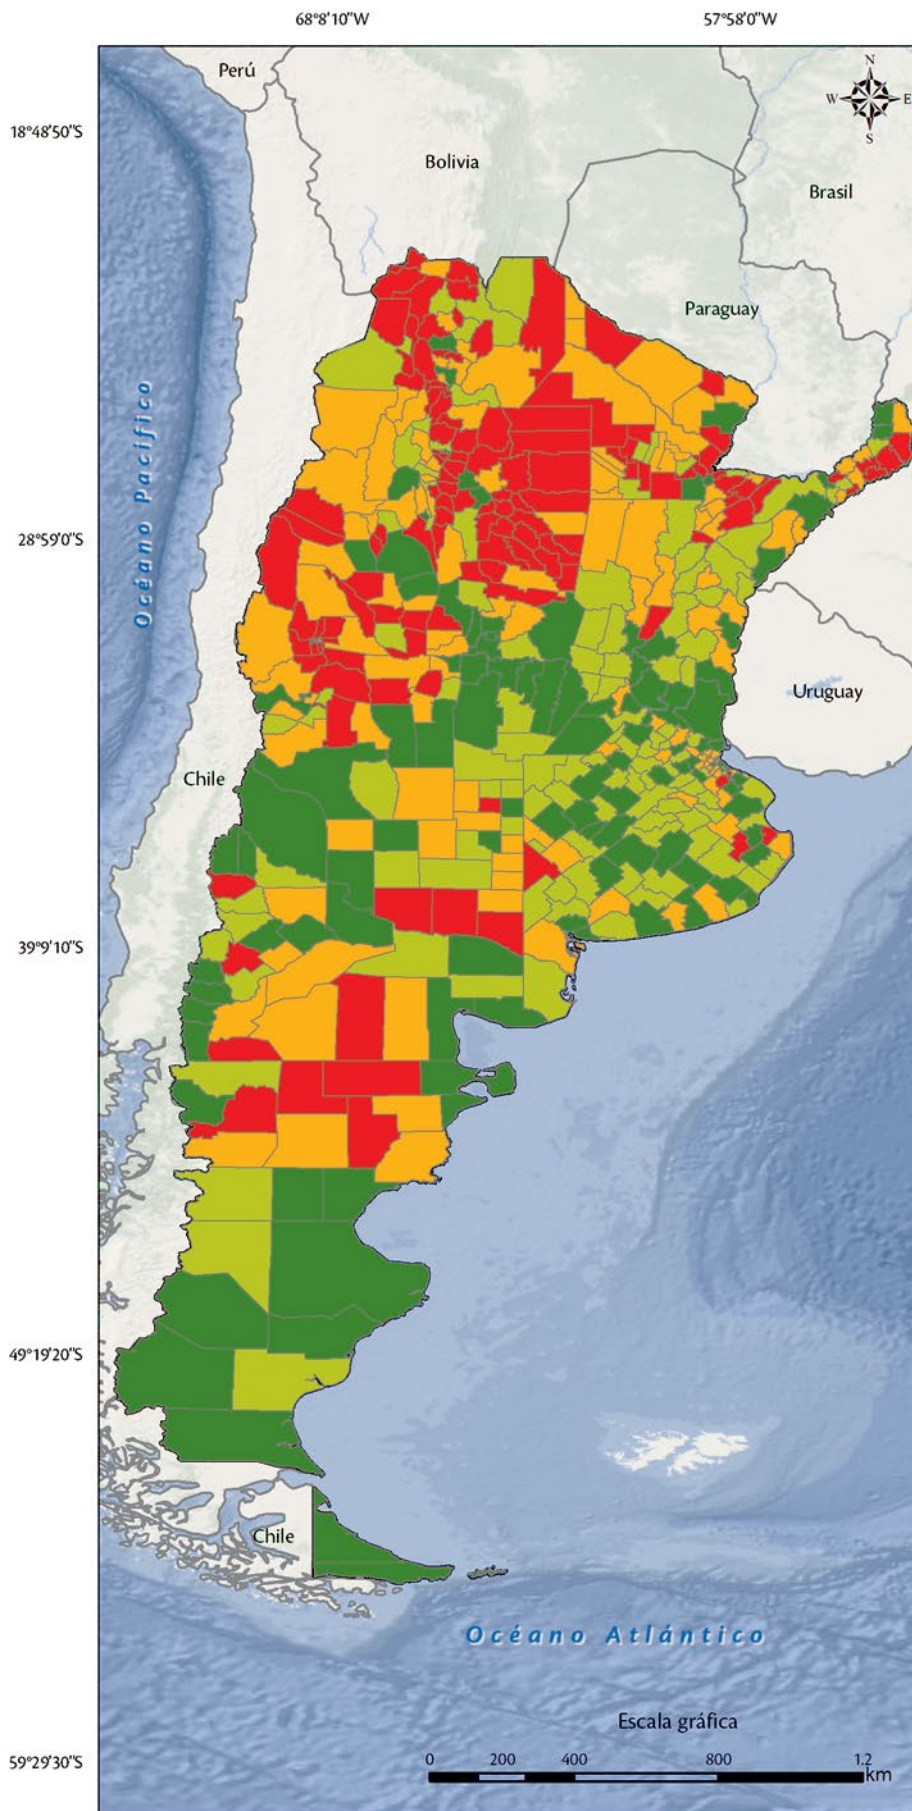 68°8'10"W
57°58'0"W
Perú
N
W
E
S
18°48'50"S
Bolivia
Brasil
Paraguay
Océano Pacífico
28°59'0"S
Uruguay
Chile
39°9'10"S
49°19'20"S
Chile
Océano Atlántico
Escala gráfica
59°29'30"S
0 200 400 800 1.2
km